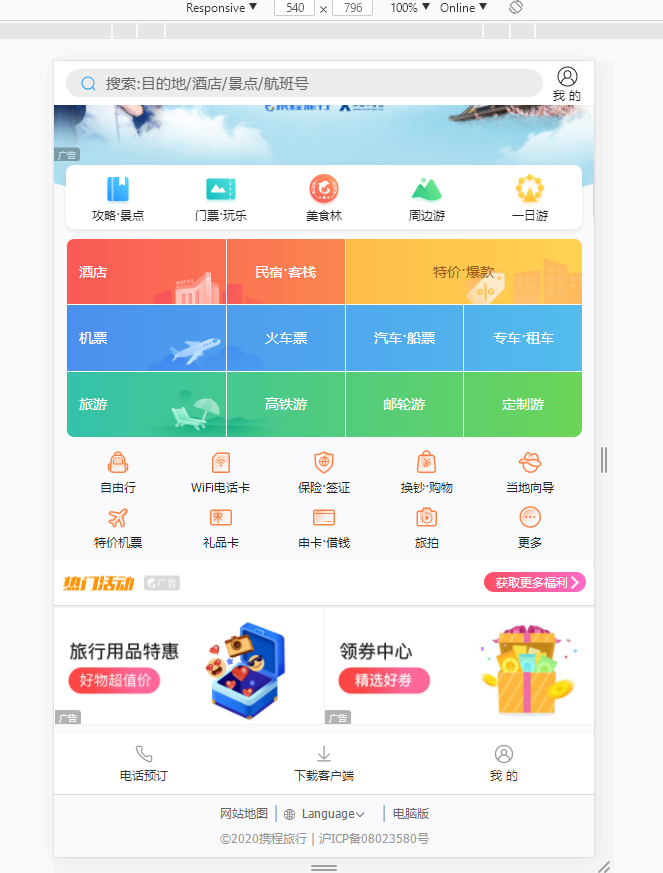 Responsive ▼ 540 × 796 100% ▼ Online ▼
搜索:目的地/酒店/景点/航班号
我 的
携程旅行
广告
攻略·景点 门票·玩乐 美食林 周边游 一日游
酒店 民宿·客栈 特价·爆款
机票 火车票 汽车·船票 专车·租车
旅游 高铁游 邮轮游 定制游
自由行 WiFi电话卡 保险·签证 换钞·购物 当地向导
特价机票 礼品卡 申卡·借钱 旅拍 更多
热门活动 广告 获取更多福利
旅行用品特惠 领券中心
好物超值价 精选好券
广告 广告
电话预订 下载客户端 我 的
网站地图 Language 电脑版
©2020携程旅行 | 沪ICP备08023580号